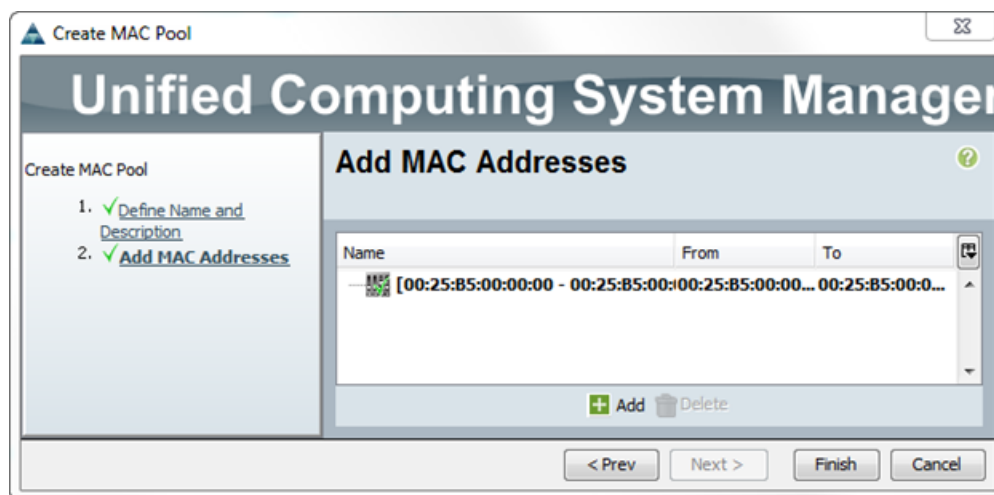 Create MAC Pool
Unified Computing System Manager
Create MAC Pool
1. Define Name and
Description
2. Add MAC Addresses
Add MAC Addresses
Name From To
[00:25:B5:00:00:00 - 00:25:B5:00: 00:25:B5:00:00... 00:25:B5:00:0...
Add Delete
< Prev Next > Finish Cancel